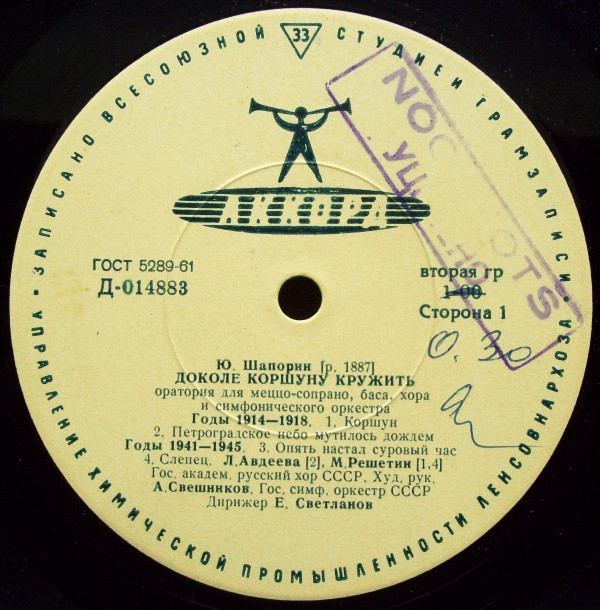 ЗАПИСАНО ВСЕСОЮЗНОЙ СТУДИЕЙ ГРАМЗАПИСИ
33
АККОРД
ГОСТ 5289-61
Д-014883
вторая гр
1-00
Сторона 1
0.30
Ю. Шапорин [р. 1887]
ДОКОЛЕ КОРШУНУ КРУЖИТЬ
оратория для меццо-сопрано, баса, хора
и симфонического оркестра
Годы 1914—1918. 1. Коршун
2. Петроградское небо мутилось дождем
Годы 1941—1945. 3. Опять настал суровый час
4. Слепец. Л. Авдеева [2], М. Решетин [1,4]
Гос. академ. русский хор СССР. Худ. рук.
А. Свешников. Гос. симф. оркестр СССР
Дирижер Е. Светланов
УПРАВЛЕНИЕ ХИМИЧЕСКОЙ ПРОМЫШЛЕННОСТИ ЛЕНСОВНАРХОЗА